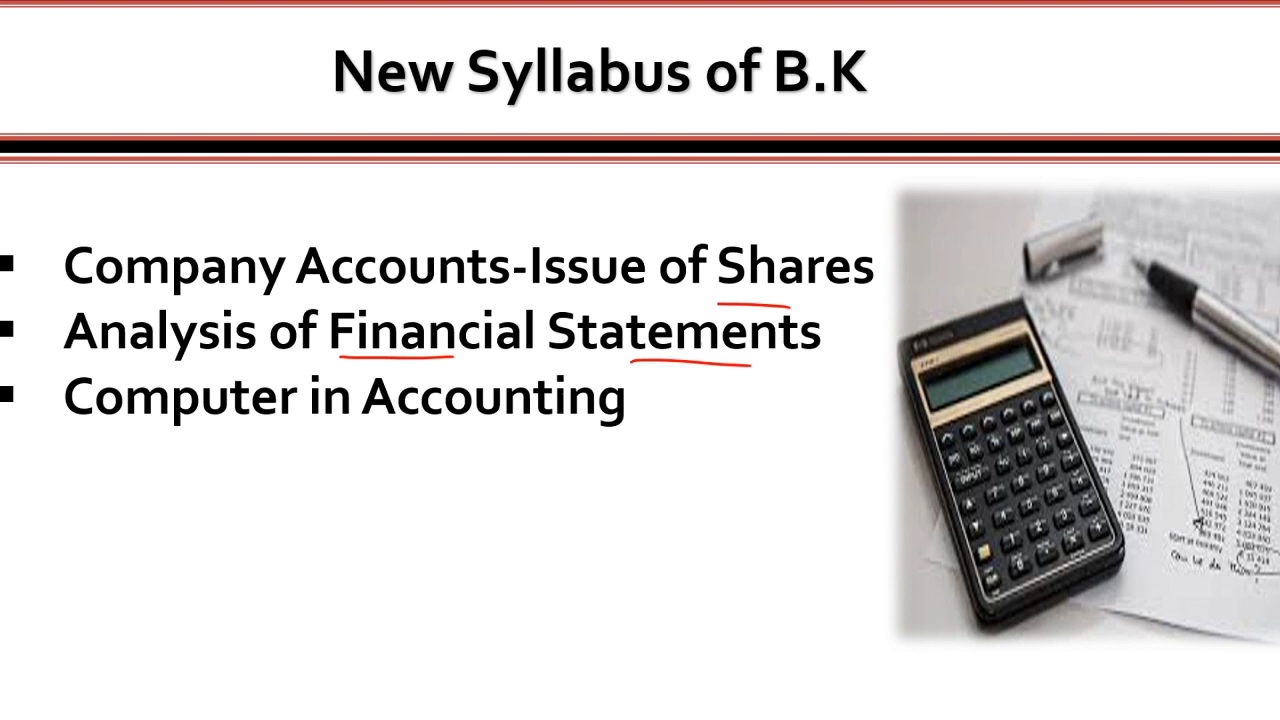 New Syllabus of B.K
Company Accounts-Issue of Shares
Analysis of Financial Statements
Computer in Accounting